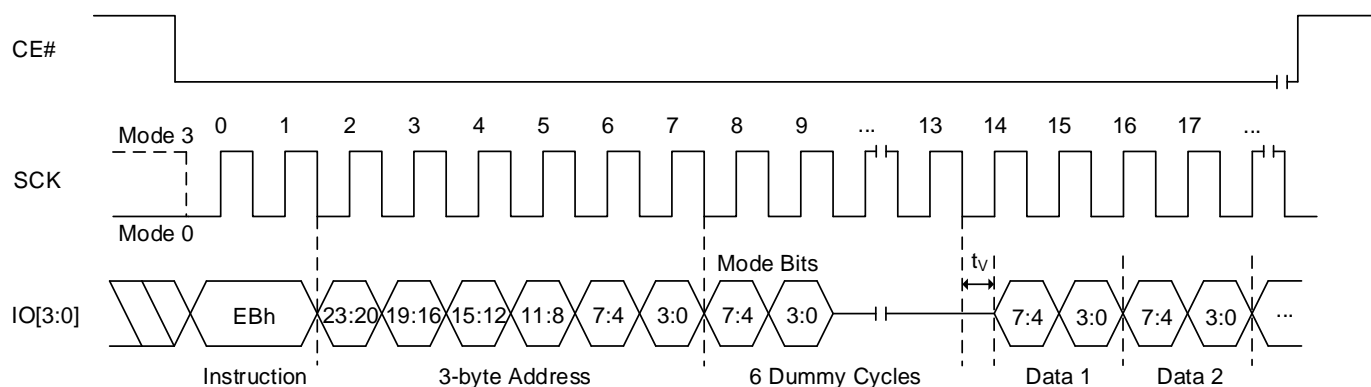 CE#
0 1 2 3 4 5 6 7 8 9 ... 13 14 15 16 17 ...
Mode 3
SCK
Mode 0
Mode Bits
tV
IO[3:0]
EBh 23:20 19:16 15:12 11:8 7:4 3:0 7:4 3:0 7:4 3:0 7:4 3:0 ...
Instruction 3-byte Address 6 Dummy Cycles Data 1 Data 2